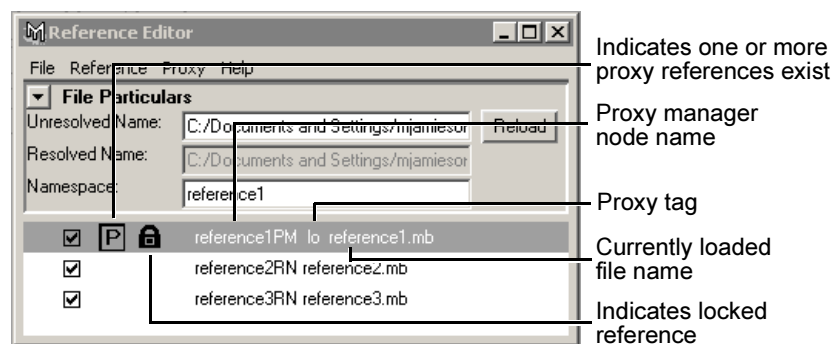 Reference Editor
File Reference Proxy Help
File Particulars
Unresolved Name: C:/Documents and Settings/mjamiesor Reload
Resolved Name: C:/Documents and Settings/mjamiesor
Namespace: reference1
P reference1PM lo reference1.mb
reference2RN reference2.mb
reference3RN reference3.mb
Indicates one or more
proxy references exist
Proxy manager
node name
Proxy tag
Currently loaded
file name
Indicates locked
reference